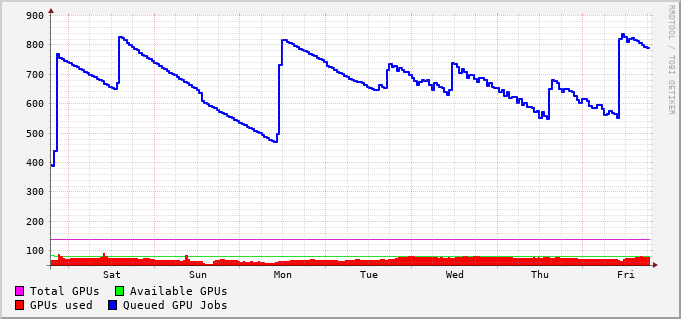 900
800
700
600
500
400
300
200
100
Sat Sun Mon Tue Wed Thu Fri
Total GPUs Available GPUs
GPUs used Queued GPU Jobs
RRDTOOL / TOBI OETIKER